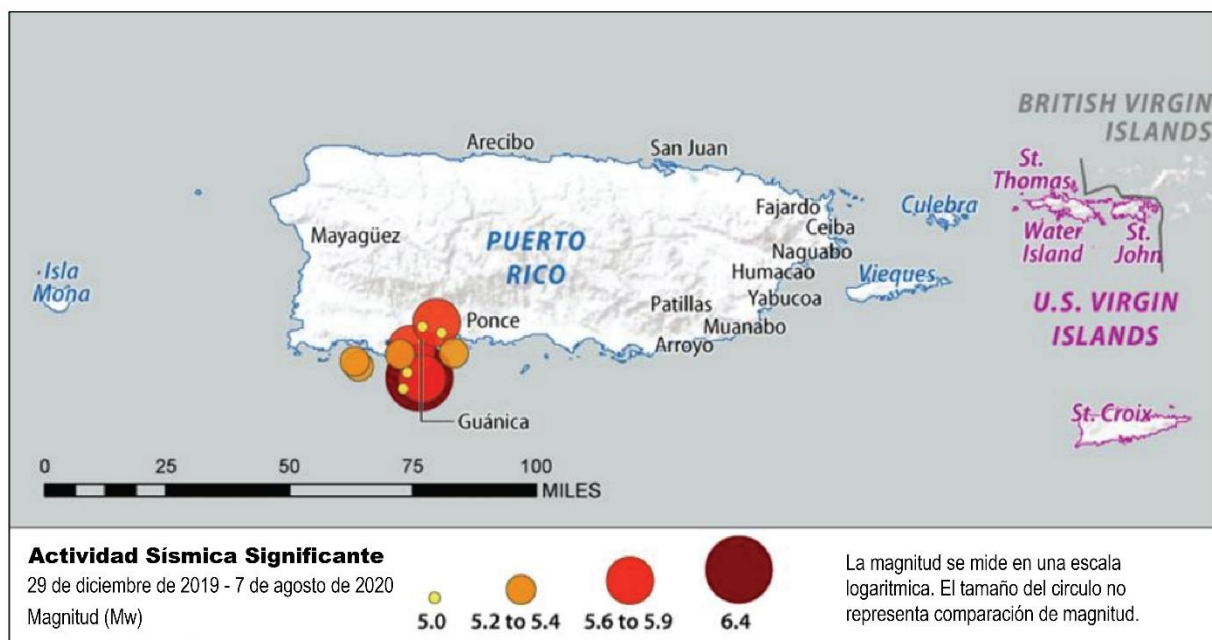 BRITISH VIRGIN
ISLANDS
Arecibo
San Juan
St.
Thomas
Fajardo
Culebra
Ceiba
Mayagüez
PUERTO
RICO
Naguabo
Water
Island
St.
John
Isla
Mona
Humacao
Vieques
Patillas
Yabucoa
Ponce
Muanabo
Arroyo
U.S. VIRGIN
ISLANDS
Guánica
St. Croix
0 25 50 75 100
MILES
Actividad Sísmica Significante
29 de diciembre de 2019 - 7 de agosto de 2020
Magnitud (Mw)
5.0 5.2 to 5.4 5.6 to 5.9 6.4
La magnitud se mide en una escala
logaritmica. El tamaño del circulo no
representa comparación de magnitud.